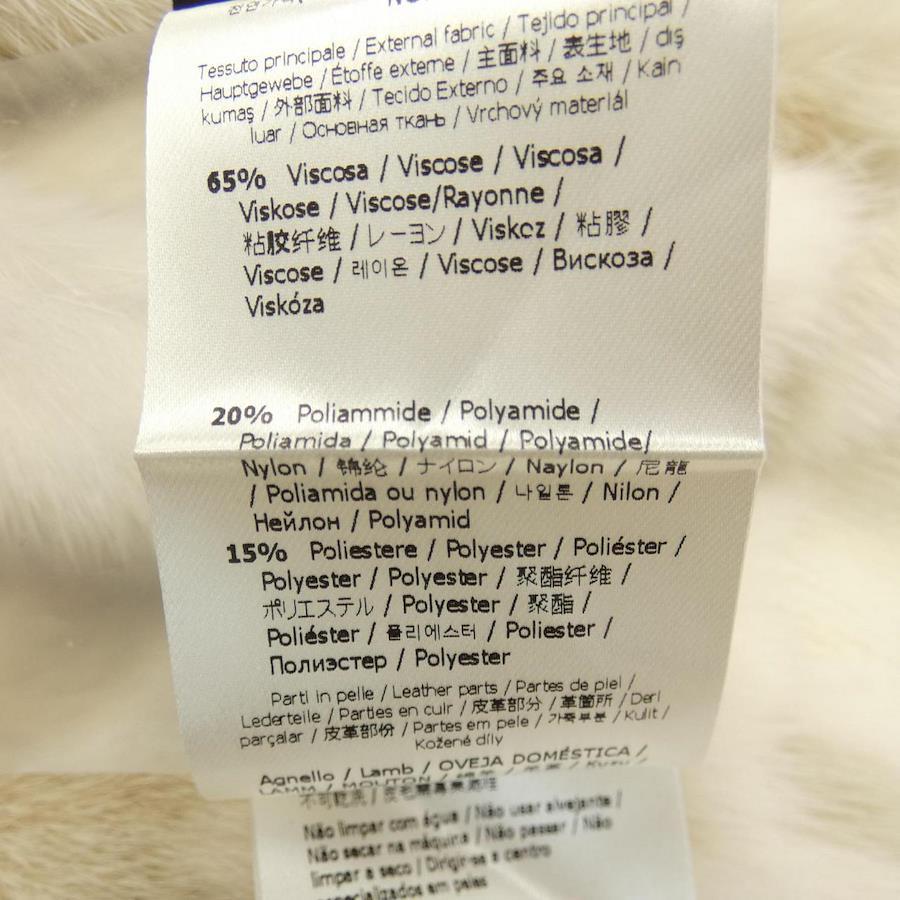 Tessuto principale / External fabric / Tejido principal /
Hauptgewebe / Étoffe externe / 主面料 / 表生地 / dış
kumaş / 外部面料 / Tecido Externo / 주요 소재 / Kain
luar / Основная ткань / Vrchový materiál
65% Viscosa / Viscose / Viscosa /
Viskose / Viscose/Rayonne /
粘胶纤维 / レーヨン / Viskoz / 粘膠 /
Viscose / 레이온 / Viscose / Вискоза /
Viskóza
20% Poliammide / Polyamide /
Poliamida / Polyamid / Polyamide/
Nylon / 锦纶 / ナイロン / Naylon / 尼龍
/ Poliamida ou nylon / 나일론 / Nilon /
Нейлон / Polyamid
15% Poliestere / Polyester / Poliéster /
Polyester / Polyester / 聚酯纤维 /
ポリエステル / Polyester / 聚酯 /
Poliéster / 폴리에스터 / Poliester /
Полиэстер / Polyester
Parti in pelle / Leather parts / Partes de piel /
Lederteile / Parties en cuir / 皮革部分 / 革箇所 / Deri
parçalar / 皮革部份 / Partes em pele / 가죽부분 / Kulit /
Kožené díly
Agnello / Lamb / OVEJA DOMÉSTICA /
LAMM / MOUTON /
Não limpar com água / Não usar alvejante /
Não secar na máquina / Não passar / Não
limpar a seco / Dirigir-se a centro
especializados em peles